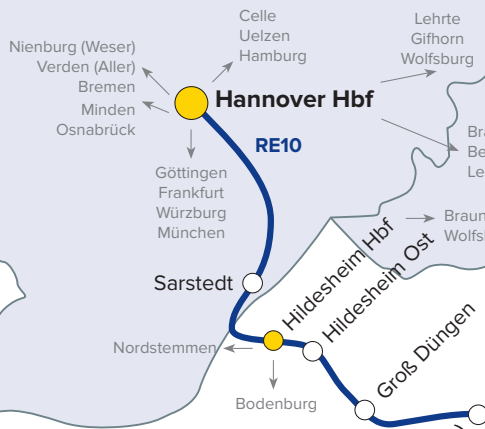 Celle
Uelzen
Hamburg
Lehrte
Gifhorn
Wolfsburg
Nienburg (Weser)
Verden (Aller)
Bremen
Minden
Osnabrück
Hannover Hbf
RE10
Göttingen
Frankfurt
Würzburg
München
Sarstedt
Hildesheim Hbf
Hildesheim Ost
Nordstemmen
Bodenburg
Groß Düngen